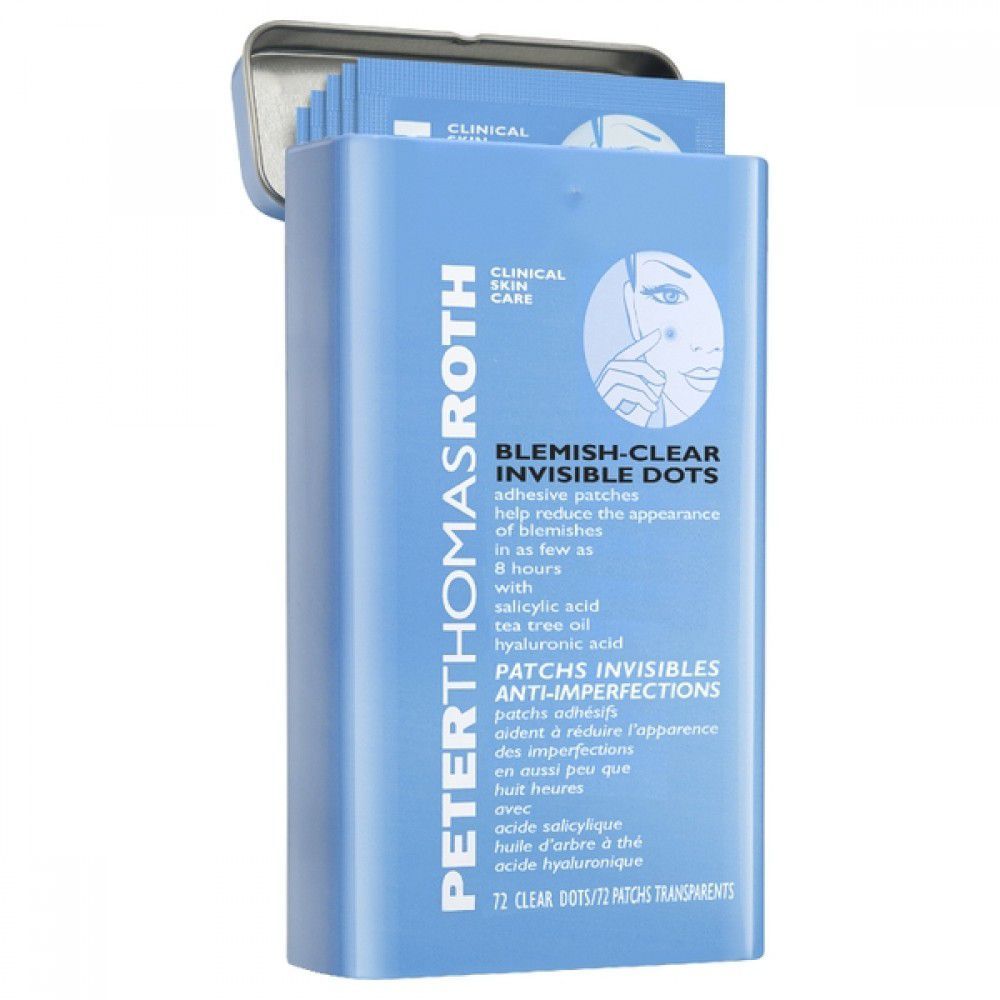 CLINICAL
SKIN
PETERTHOMASROTH
CLINICAL
SKIN
CARE
BLEMISH-CLEAR
INVISIBLE DOTS
adhesive patches
help reduce the appearance
of blemishes
in as few as
8 hours
with
salicylic acid
tea tree oil
hyaluronic acid
PATCHS INVISIBLES
ANTI-IMPERFECTIONS
patchs adhésifs
aident à réduire l'apparence
des imperfections
en aussi peu que
huit heures
avec
acide salicylique
huile d'arbre à thé
acide hyaluronique
72 CLEAR DOTS/72 PATCHS TRANSPARENTS